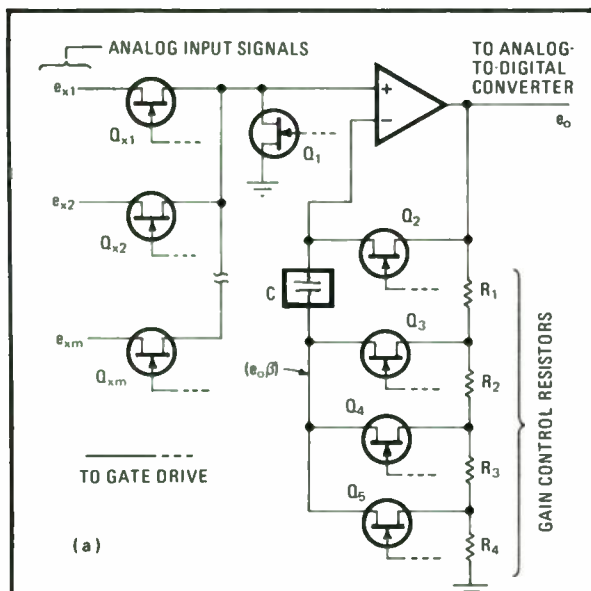 ANALOG INPUT SIGNALS
TO ANALOG-
TO-DIGITAL
CONVERTER
eₓ₁
Qₓ₁
+
−
eₒ
Q₁
eₓ₂
Qₓ₂
Q₂
C
R₁
eₓₘ
Qₓₘ
Q₃
(eₒβ)
R₂
Q₄
TO GATE DRIVE
R₃
Q₅
R₄
GAIN CONTROL RESISTORS
(a)